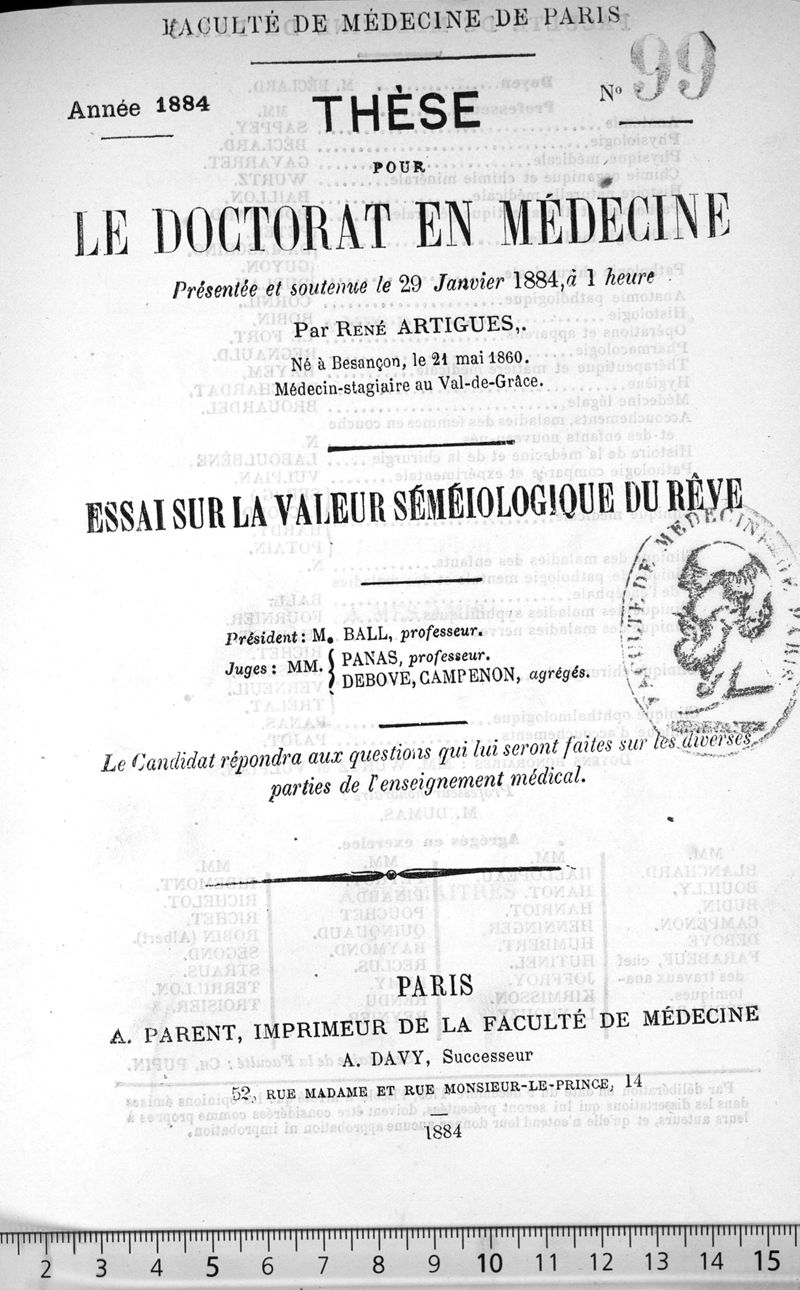 FACULTÉ DE MÉDECINE DE PARIS
Année 1884
THÈSE
N° 99
POUR
LE DOCTORAT EN MÉDECINE
Présentée et soutenue le 29 Janvier 1884, à 1 heure
Par RENÉ ARTIGUES,.
Né à Besançon, le 21 mai 1860.
Médecin-stagiaire au Val-de-Grâce.
ESSAI SUR LA VALEUR SÉMÉIOLOGIQUE DU RÊVE
FACULTÉ DE MÉDECINE DE PARIS
Président : M. BALL, professeur.
Juges : MM. { PANAS, professeur.
DEBOVE, CAMPENON, agrégés.
Le Candidat répondra aux questions qui lui seront faites sur les diverses
parties de l'enseignement médical.
PARIS
A. PARENT, IMPRIMEUR DE LA FACULTÉ DE MÉDECINE
A. DAVY, Successeur
52, RUE MADAME ET RUE MONSIEUR-LE-PRINCE, 14
1884
2 3 4 5 6 7 8 9 10 11 12 13 14 15